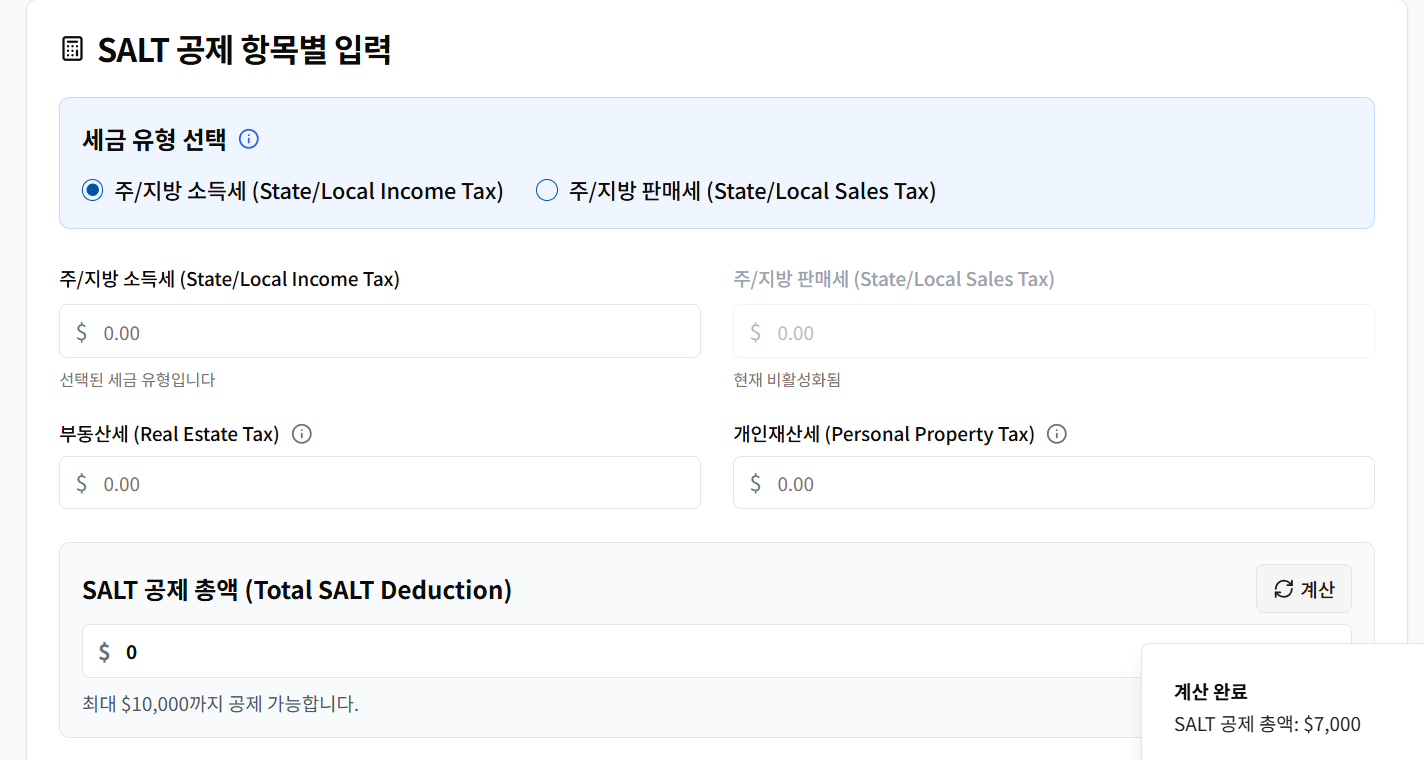 SALT 공제 항목별 입력
세금 유형 선택
주/지방 소득세 (State/Local Income Tax) 주/지방 판매세 (State/Local Sales Tax)
주/지방 소득세 (State/Local Income Tax) 주/지방 판매세 (State/Local Sales Tax)
$ 0.00 $ 0.00
선택된 세금 유형입니다 현재 비활성화됨
부동산세 (Real Estate Tax) 개인재산세 (Personal Property Tax)
$ 0.00 $ 0.00
SALT 공제 총액 (Total SALT Deduction) 계산
$ 0
최대 $10,000까지 공제 가능합니다.
계산 완료
SALT 공제 총액: $7,000